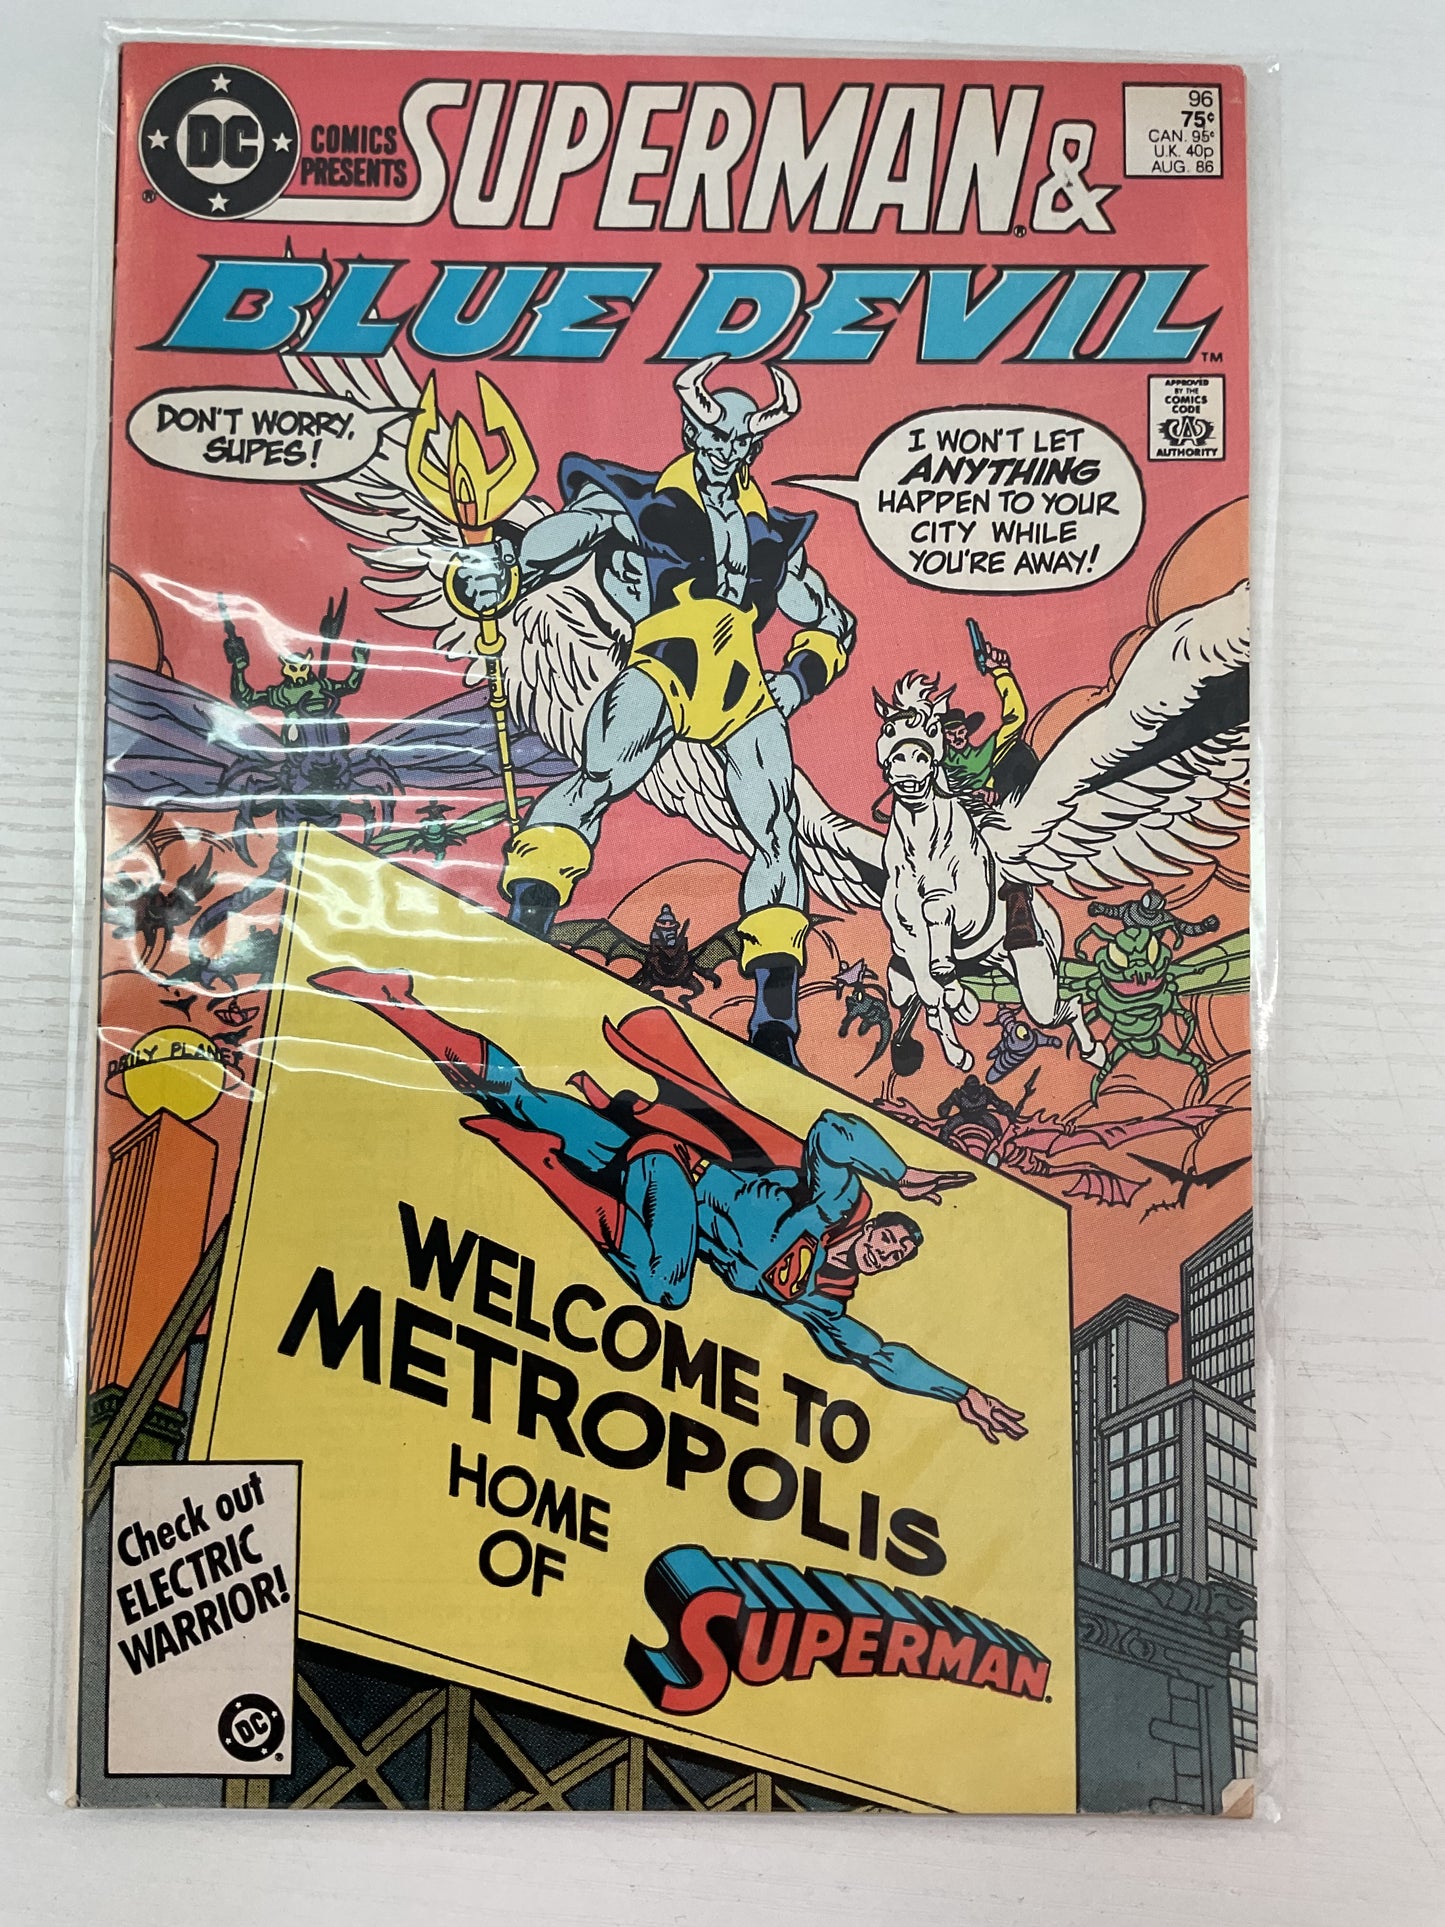 DC
COMICS
PRESENTS
SUPERMAN &
BLUE DEVIL
TM
96
75¢
CAN. 95¢
U.K. 40p
AUG. 86
APPROVED
BY THE
COMICS
CODE
AUTHORITY
DON'T WORRY,
SUPES!
I WON'T LET
ANYTHING
HAPPEN TO YOUR
CITY WHILE
YOU'RE AWAY!
DAILY PLANET
S
WELCOME TO
METROPOLIS
HOME
OF
SUPERMAN
Check out
ELECTRIC
WARRIOR!
DC